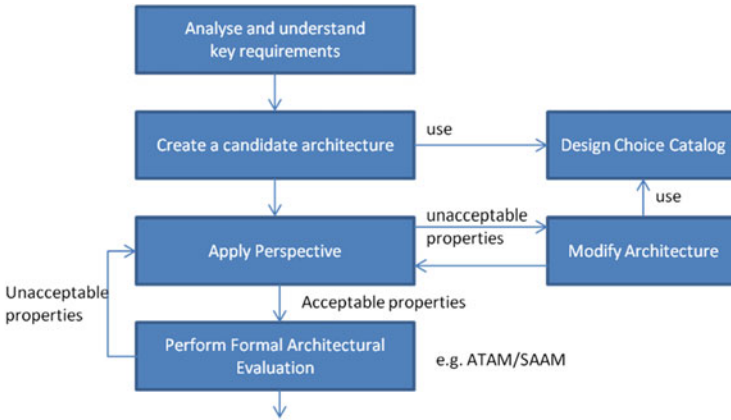 Analyse and understand
key requirements
Create a candidate architecture
use
Design Choice Catalog
use
Apply Perspective
unacceptable
properties
Modify Architecture
Unacceptable
properties
Acceptable properties
Perform Formal Architectural
Evaluation
e.g. ATAM/SAAM